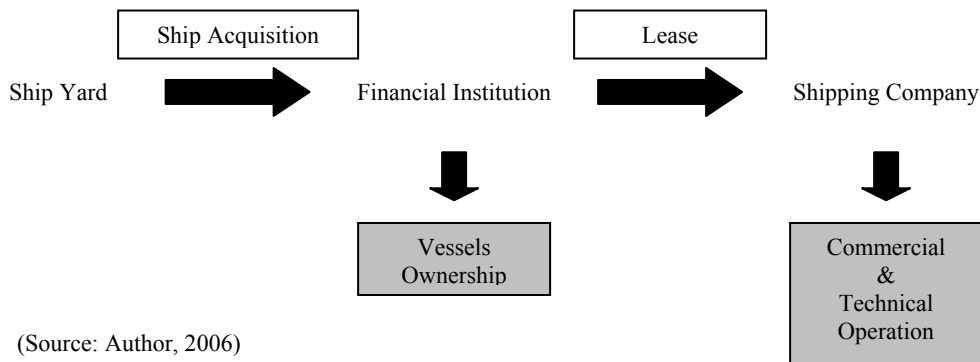 Ship Acquisition
Lease
Ship Yard
Financial Institution
Shipping Company
Vessels
Ownership
Commercial
&
Technical
Operation
(Source: Author, 2006)